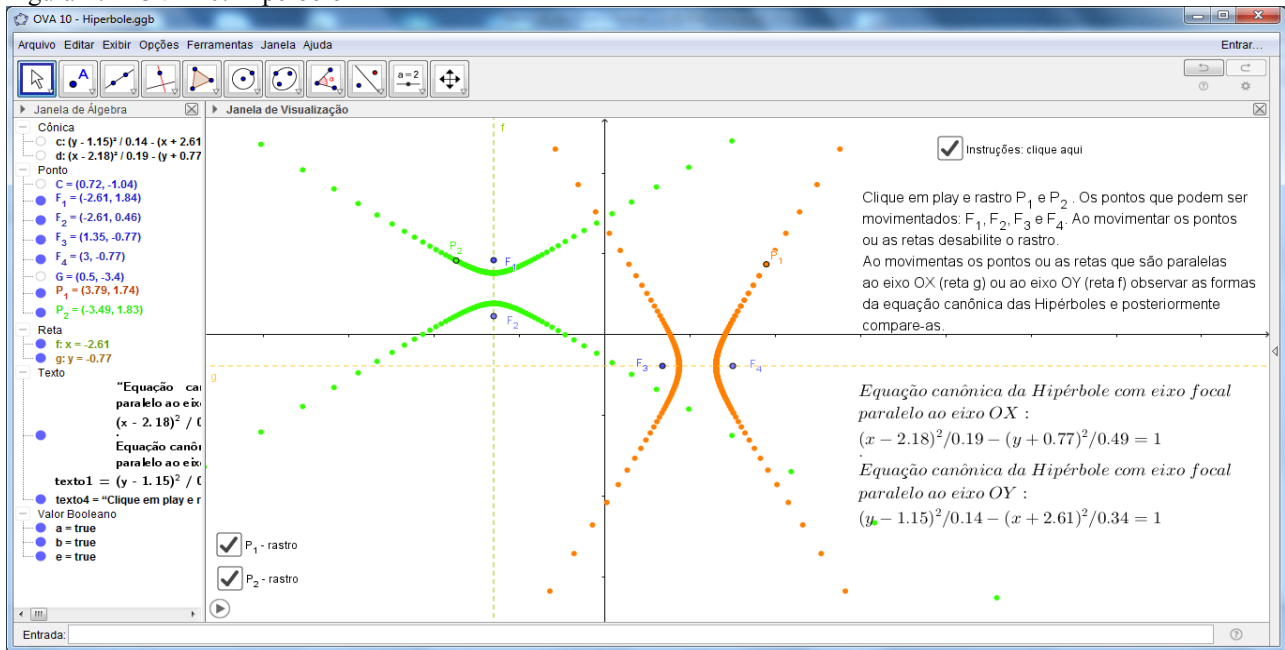 OVA 10 - Hiperbole.ggb
Arquivo Editar Exibir Opções Ferramentas Janela Ajuda
Entrar...
A
α
a = 2
Janela de Álgebra
Janela de Visualização
Cônica
c: (y - 1.15)² / 0.14 - (x + 2.61
d: (x - 2.18)² / 0.19 - (y + 0.77
Ponto
C = (0.72, -1.04)
F1 = (-2.61, 1.84)
F2 = (-2.61, 0.46)
F3 = (1.35, -0.77)
F4 = (3, -0.77)
G = (0.5, -3.4)
P1 = (3.79, 1.74)
P2 = (-3.49, 1.83)
Reta
f: x = -2.61
g: y = -0.77
Texto
"Equação
paralelo ao eix
(x - 2.18)² /
.
paralelo ao eix
texto1 = (y - 1.15)² /
texto4 = "Clique em play e r
Valor Booleano
a = true
b = true
e = true
f
P2
F1
F2
P1
F3
F4
g
P1 - rastro
P2 - rastro
Instruções: clique aqui
Clique em play e rastro P1 e P2 . Os pontos que podem ser
movimentados: F1, F2, F3 e F4. Ao movimentar os pontos
ou as retas desabilite o rastro.
Ao movimentas os pontos ou as retas que são paralelas
ao eixo OX (reta g) ou ao eixo OY (reta f) observar as formas
da equação canônica das Hipérboles e posteriormente
compare-as.
Equação canônica da Hipérbole com eixo focal
paralelo ao eixo OX :
(x − 2.18)²/0.19 − (y + 0.77)²/0.49 = 1
.
Equação canônica da Hipérbole com eixo focal
paralelo ao eixo OY :
(y − 1.15)²/0.14 − (x + 2.61)²/0.34 = 1
Entrada: